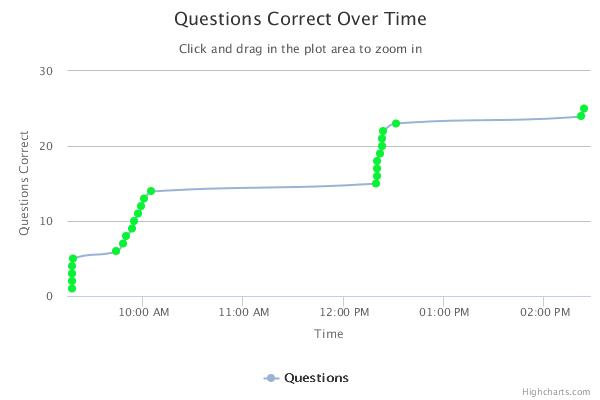 Questions Correct Over Time
Click and drag in the plot area to zoom in
Questions Correct
30
20
10
0
10:00 AM 11:00 AM 12:00 PM 01:00 PM 02:00 PM
Time
Questions
Highcharts.com